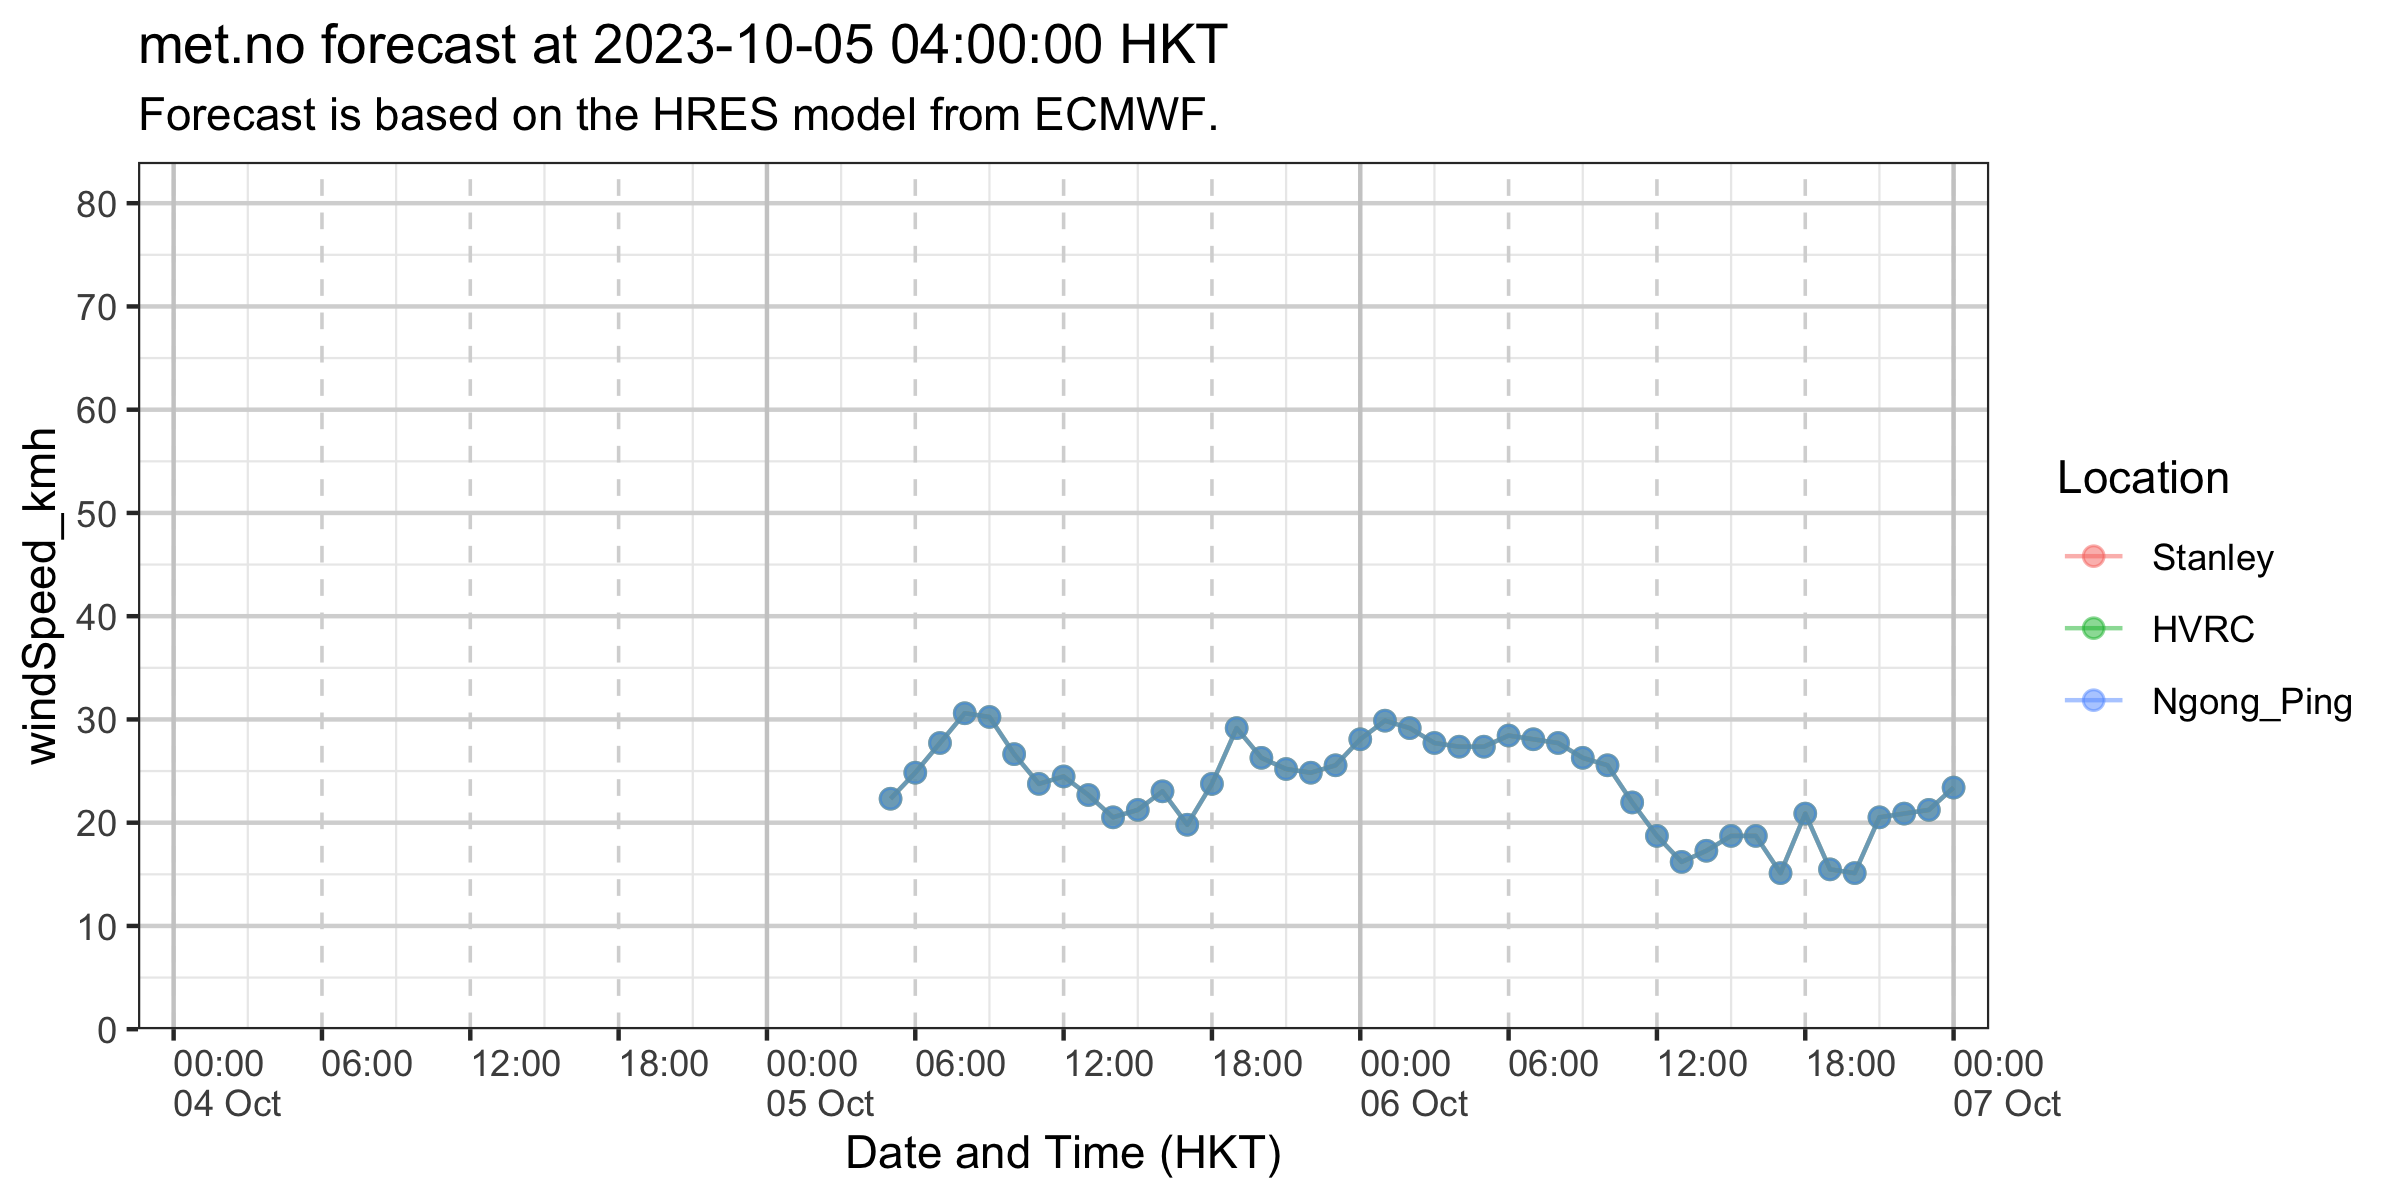 met.no forecast at 2023-10-05 04:00:00 HKT
Forecast is based on the HRES model from ECMWF.
windSpeed_kmh
80
70
60
50
40
30
20
10
0
00:00 06:00 12:00 18:00 00:00 06:00 12:00 18:00 00:00 06:00 12:00 18:00 00:00
04 Oct 05 Oct 06 Oct 07 Oct
Date and Time (HKT)
Location
Stanley
HVRC
Ngong_Ping